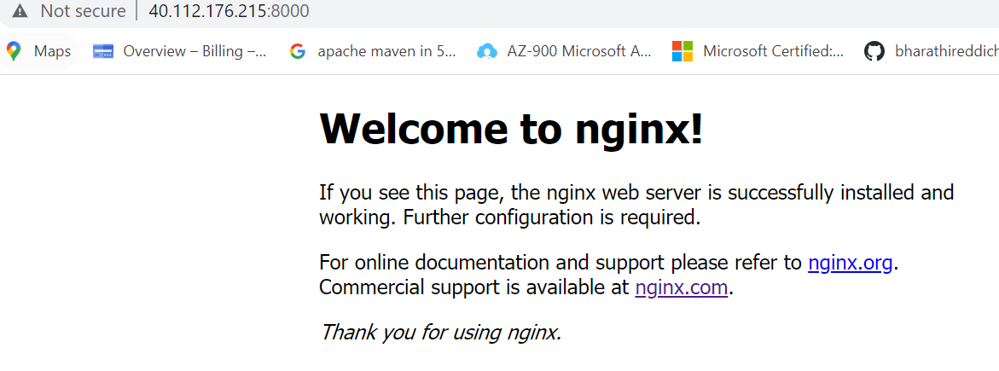 Not secure | 40.112.176.215:8000
Maps Overview – Billing –... apache maven in 5... AZ-900 Microsoft A... Microsoft Certified:... bharathireddich
Welcome to nginx!
If you see this page, the nginx web server is successfully installed and
working. Further configuration is required.
For online documentation and support please refer to nginx.org.
Commercial support is available at nginx.com.
Thank you for using nginx.